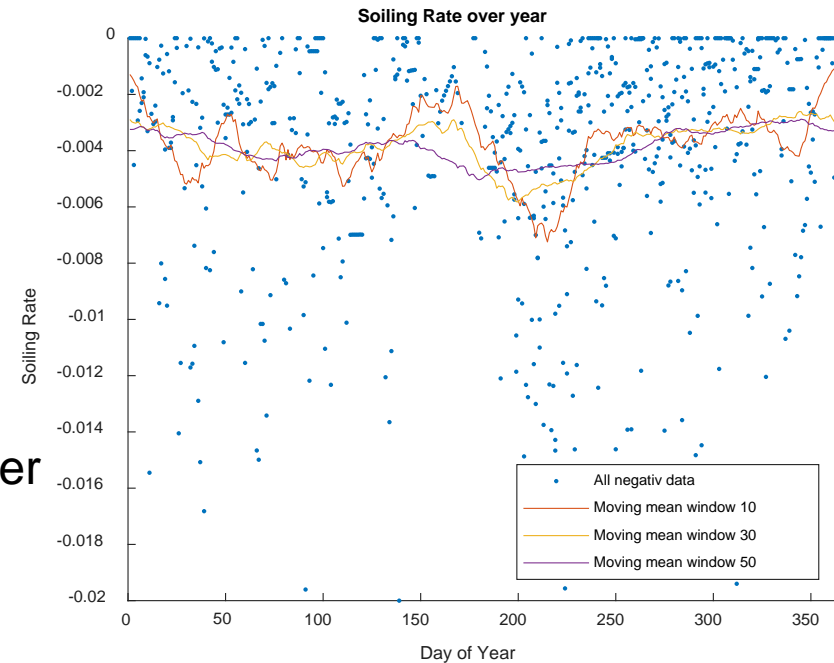 Soiling Rate over year
0
-0.002
-0.004
-0.006
-0.008
-0.01
-0.012
-0.014
-0.016
-0.018
-0.02
Soiling Rate
er
All negativ data
Moving mean window 10
Moving mean window 30
Moving mean window 50
0 50 100 150 200 250 300 350
Day of Year